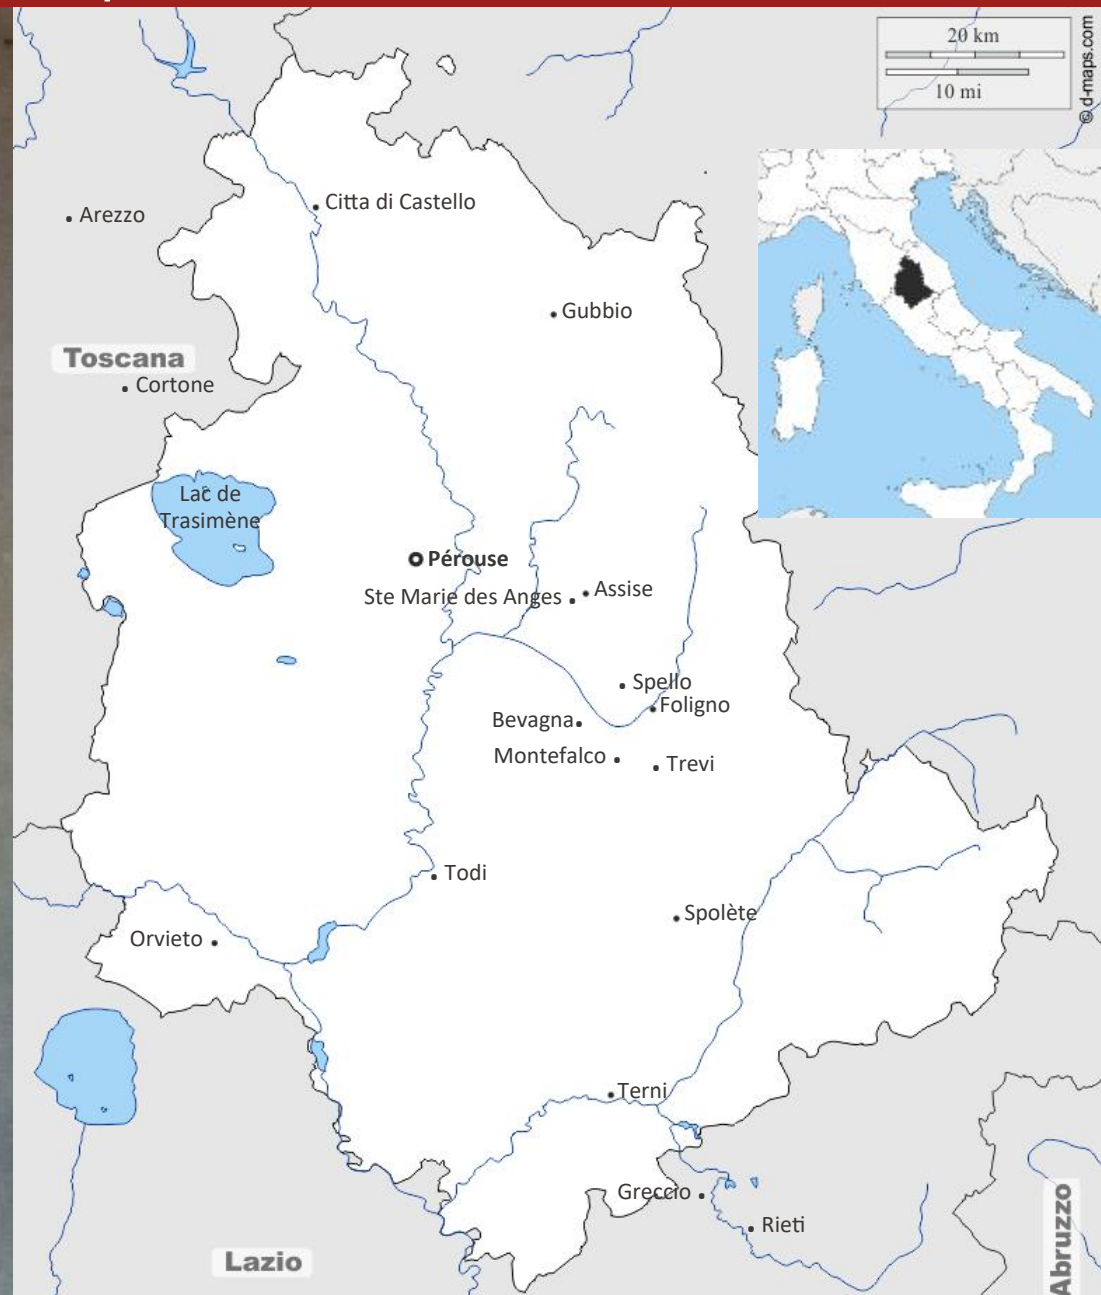 20 km
10 mi
© d-maps.com
Citta di Castello
Arezzo
Gubbio
Toscana
Cortone
Lac de
Trasimène
Pérouse
Ste Marie des Anges
Assise
Spello
Foligno
Bevagna
Montefalco
Trevi
Todi
Spolète
Orvieto
Terni
Greccio
Rieti
Lazio
Abruzzo